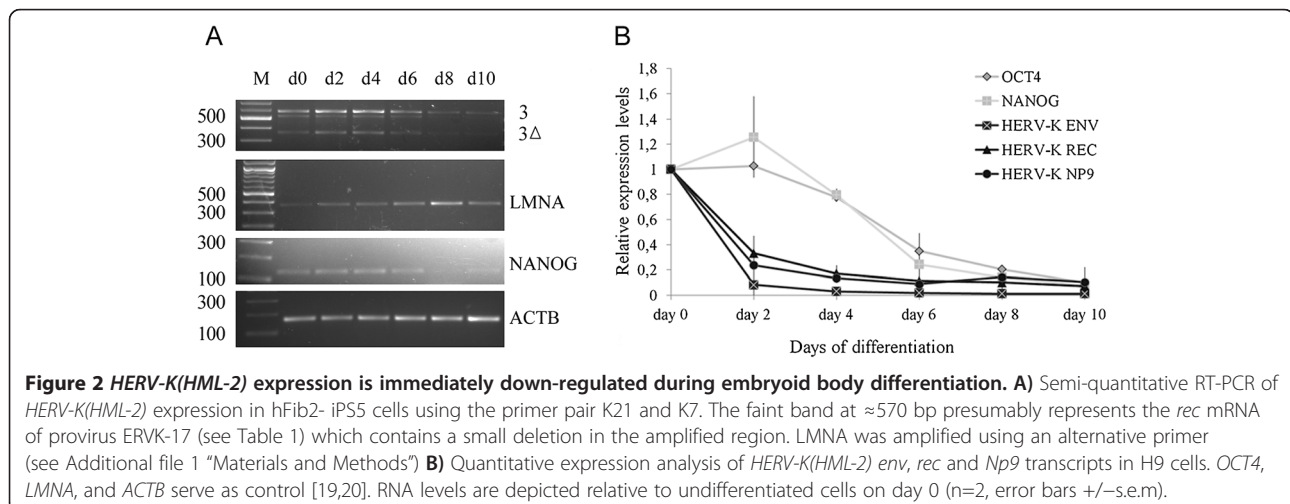 A
M d0 d2 d4 d6 d8 d10
500
300
3
3Δ
500
300
LMNA
300
100
NANOG
300
100
ACTB
B
Relative expression levels
1,8
1,6
1,4
1,2
1
0,8
0,6
0,4
0,2
0
day 0 day 2 day 4 day 6 day 8 day 10
Days of differentiation
OCT4
NANOG
HERV-K ENV
HERV-K REC
HERV-K NP9
Figure 2 HERV-K(HML-2) expression is immediately down-regulated during embryoid body differentiation. A) Semi-quantitative RT-PCR of
HERV-K(HML-2) expression in hFib2- iPS5 cells using the primer pair K21 and K7. The faint band at ≈570 bp presumably represents the rec mRNA
of provirus ERVK-17 (see Table 1) which contains a small deletion in the amplified region. LMNA was amplified using an alternative primer
(see Additional file 1 “Materials and Methods”) B) Quantitative expression analysis of HERV-K(HML-2) env, rec and Np9 transcripts in H9 cells. OCT4,
LMNA, and ACTB serve as control [19,20]. RNA levels are depicted relative to undifferentiated cells on day 0 (n=2, error bars +/−s.e.m).